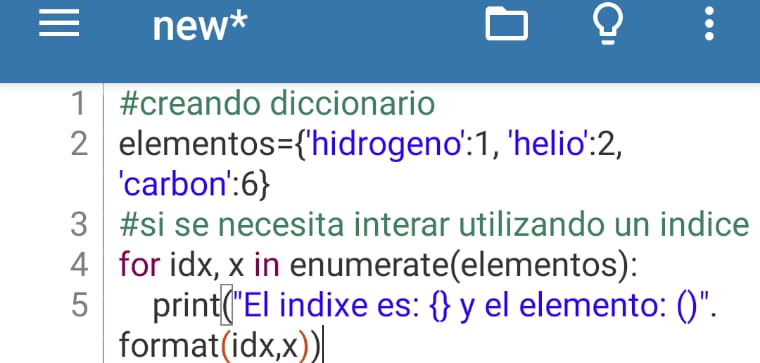 new*
1 #creando diccionario
2 elementos={'hidrogeno':1, 'helio':2,
'carbon':6}
3 #si se necesita interar utilizando un indice
4 for idx, x in enumerate(elementos):
5 print("El indixe es: {} y el elemento: ()".
format(idx,x))